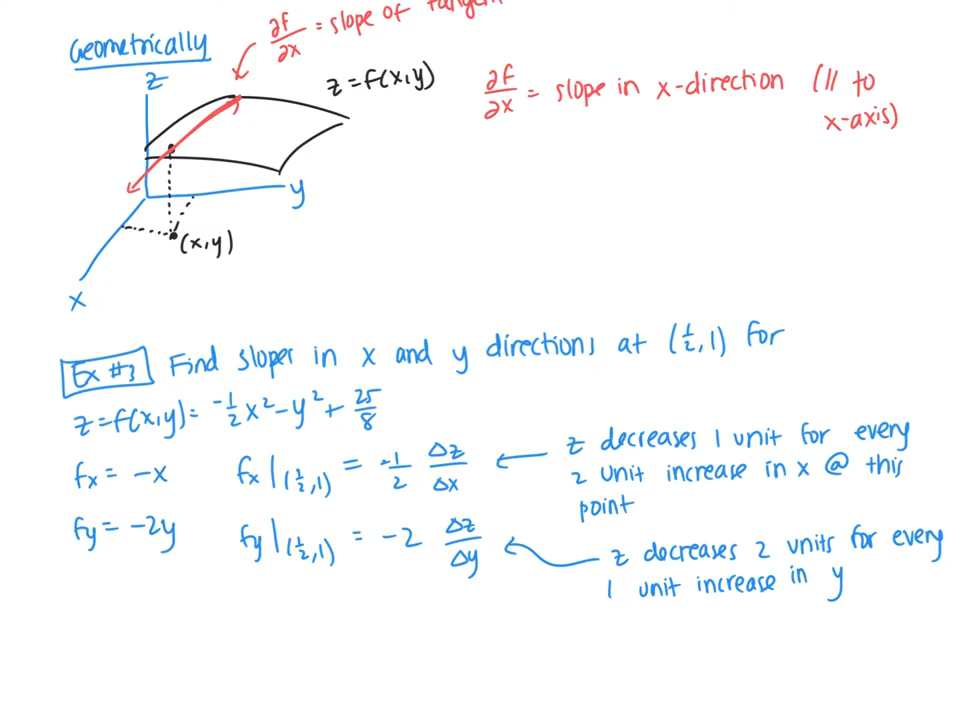 ∂f/∂x = slope of tangen
Geometrically
z
z = f(x,y)
∂f/∂x = slope in x-direction (// to x-axis)
y
(x,y)
x
Ex #3 Find slopes in x and y directions at (1/2, 1) for
z = f(x,y) = -1/2 x² - y² + 25/8
fx = -x fx|(1/2, 1) = -1/2 Δz/Δx
z decreases 1 unit for every
2 unit increase in x @ this
point
fy = -2y fy|(1/2, 1) = -2 Δz/Δy
z decreases 2 units for every
1 unit increase in y